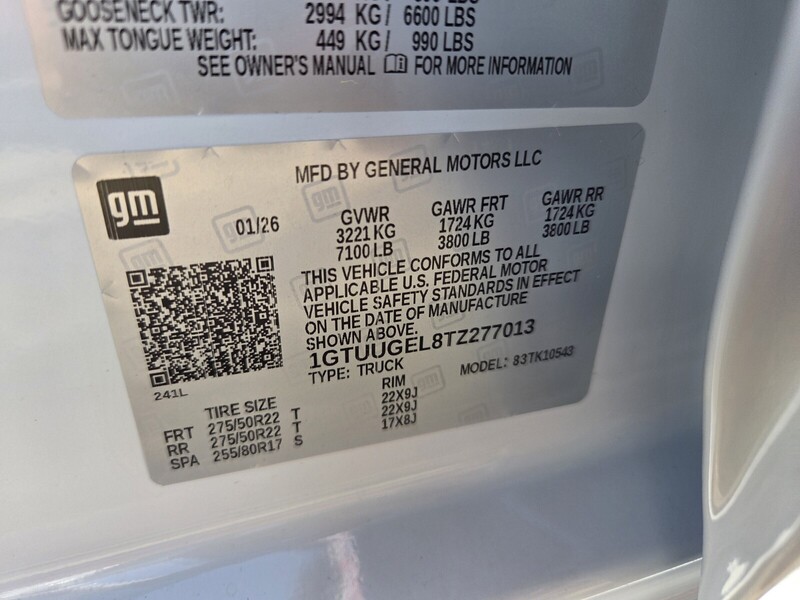 GOOSENECK TWR: 2994 KG/ 6600 LBS
MAX TONGUE WEIGHT: 449 KG/ 990 LBS
SEE OWNER'S MANUAL FOR MORE INFORMATION
gm
MFD BY GENERAL MOTORS LLC
01/26 GVWR GAWR FRT GAWR RR
3221 KG 1724 KG 1724 KG
7100 LB 3800 LB 3800 LB
THIS VEHICLE CONFORMS TO ALL
APPLICABLE U.S. FEDERAL MOTOR
VEHICLE SAFETY STANDARDS IN EFFECT
ON THE DATE OF MANUFACTURE
SHOWN ABOVE.
1GTUUGEL8TZ277013
TYPE: TRUCK MODEL: 83TK10543
241L
TIRE SIZE RIM
FRT 275/50R22 T 22X9J
RR 275/50R22 T 22X9J
SPA 255/80R17 S 17X8J